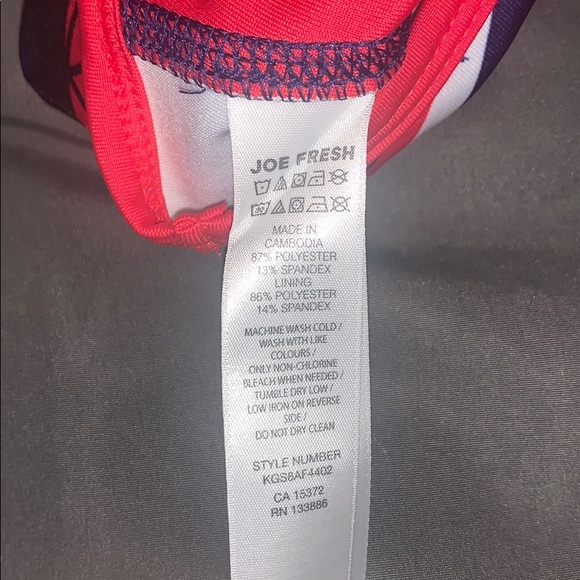 JOE FRESH
MADE IN
CAMBODIA
87% POLYESTER
13% SPANDEX
LINING
86% POLYESTER
14% SPANDEX
MACHINE WASH COLD /
WASH WITH LIKE
COLOURS /
ONLY NON-CHLORINE
BLEACH WHEN NEEDED /
TUMBLE DRY LOW /
LOW IRON ON REVERSE
SIDE /
DO NOT DRY CLEAN
STYLE NUMBER
KGS8AF4402
CA 15372
RN 133886